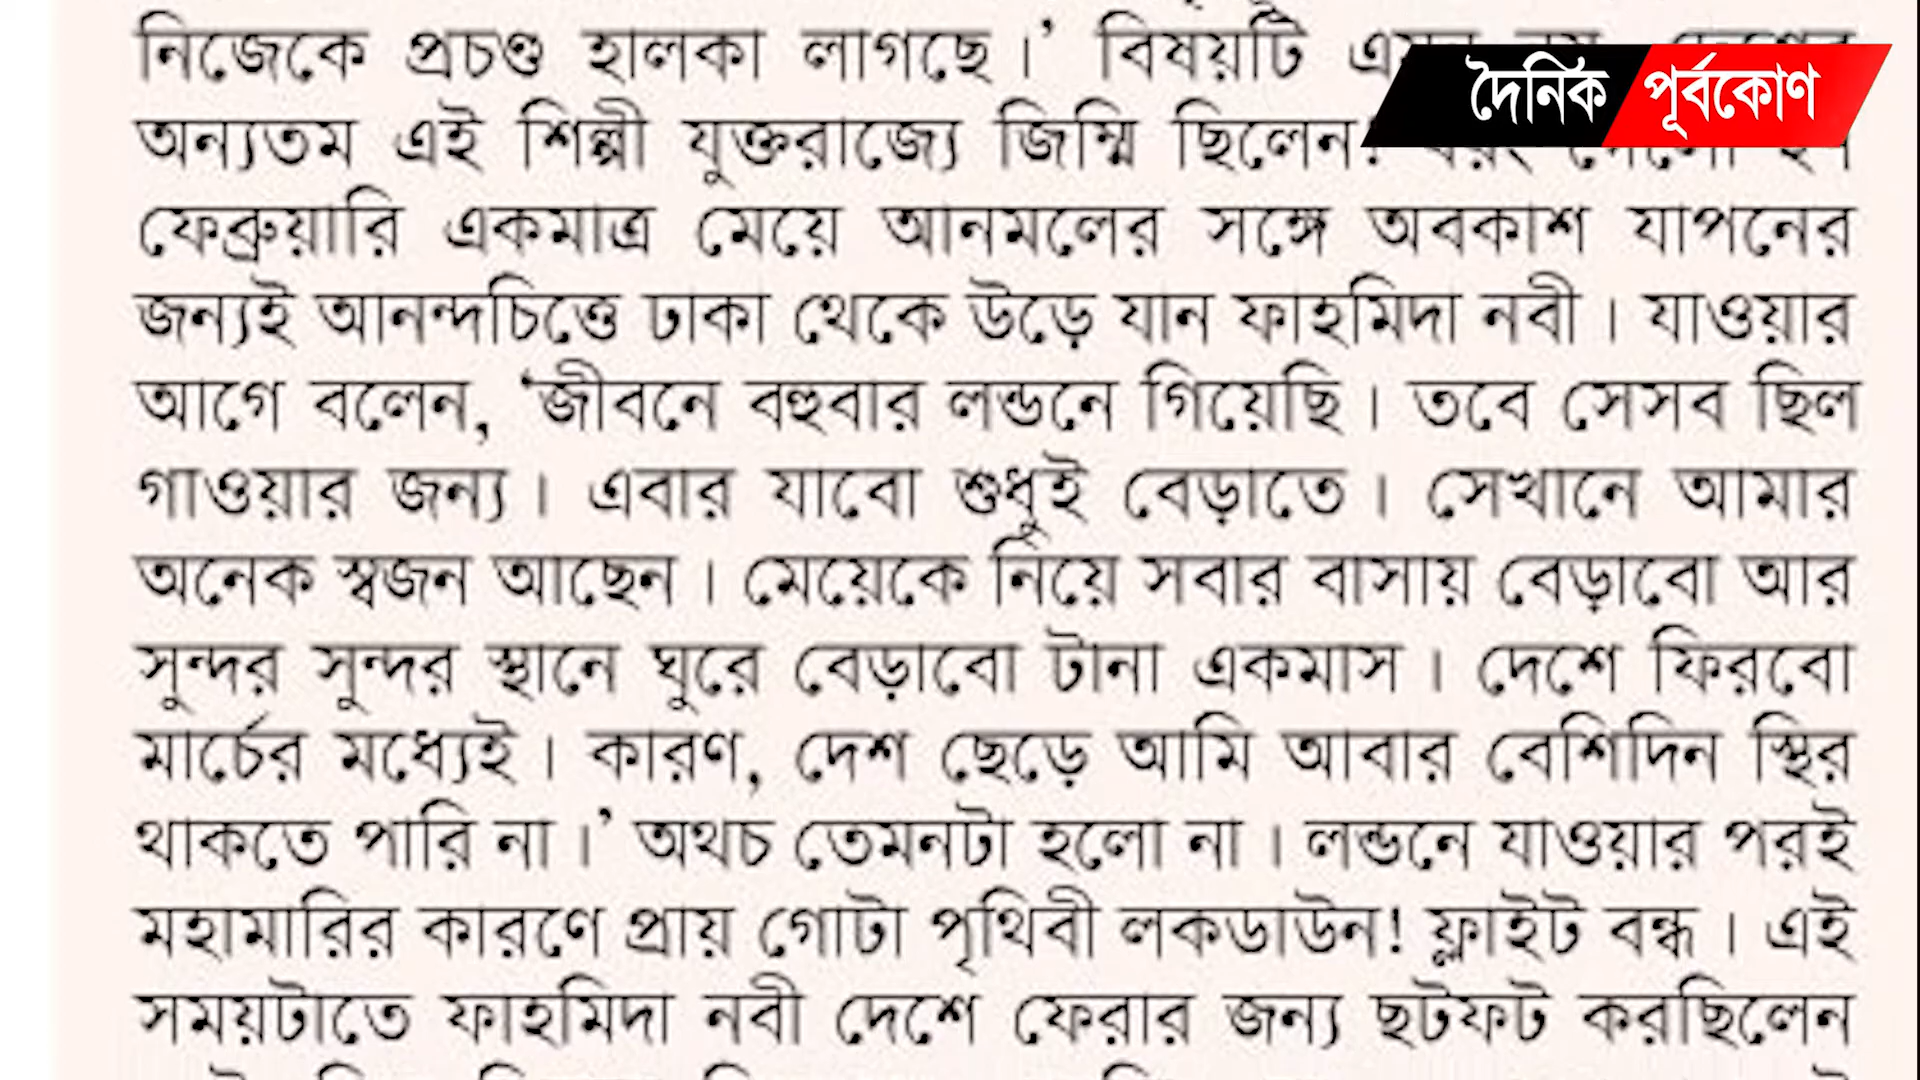 নিজেকে প্রচণ্ড হালকা লাগছে।’ বিষয়টি
দৈনিক পূর্বকোণ
অন্যতম এই শিল্পী যুক্তরাজ্যে জিম্মি ছিলেন!
ফেব্রুয়ারি একমাত্র মেয়ে আনমলের সঙ্গে অবকাশ যাপনের
জন্যই আনন্দচিত্তে ঢাকা থেকে উড়ে যান ফাহমিদা নবী। যাওয়ার
আগে বলেন, ‘জীবনে বহুবার লন্ডনে গিয়েছি। তবে সেসব ছিল
গাওয়ার জন্য। এবার যাবো শুধুই বেড়াতে। সেখানে আমার
অনেক স্বজন আছেন। মেয়েকে নিয়ে সবার বাসায় বেড়াবো আর
সুন্দর সুন্দর স্থানে ঘুরে বেড়াবো টানা একমাস। দেশে ফিরবো
মার্চের মধ্যেই। কারণ, দেশ ছেড়ে আমি আবার বেশিদিন স্থির
থাকতে পারি না।’ অথচ তেমনটা হলো না। লন্ডনে যাওয়ার পরই
মহামারির কারণে প্রায় গোটা পৃথিবী লকডাউন! ফ্লাইট বন্ধ। এই
সময়টাতে ফাহমিদা নবী দেশে ফেরার জন্য ছটফট করছিলেন